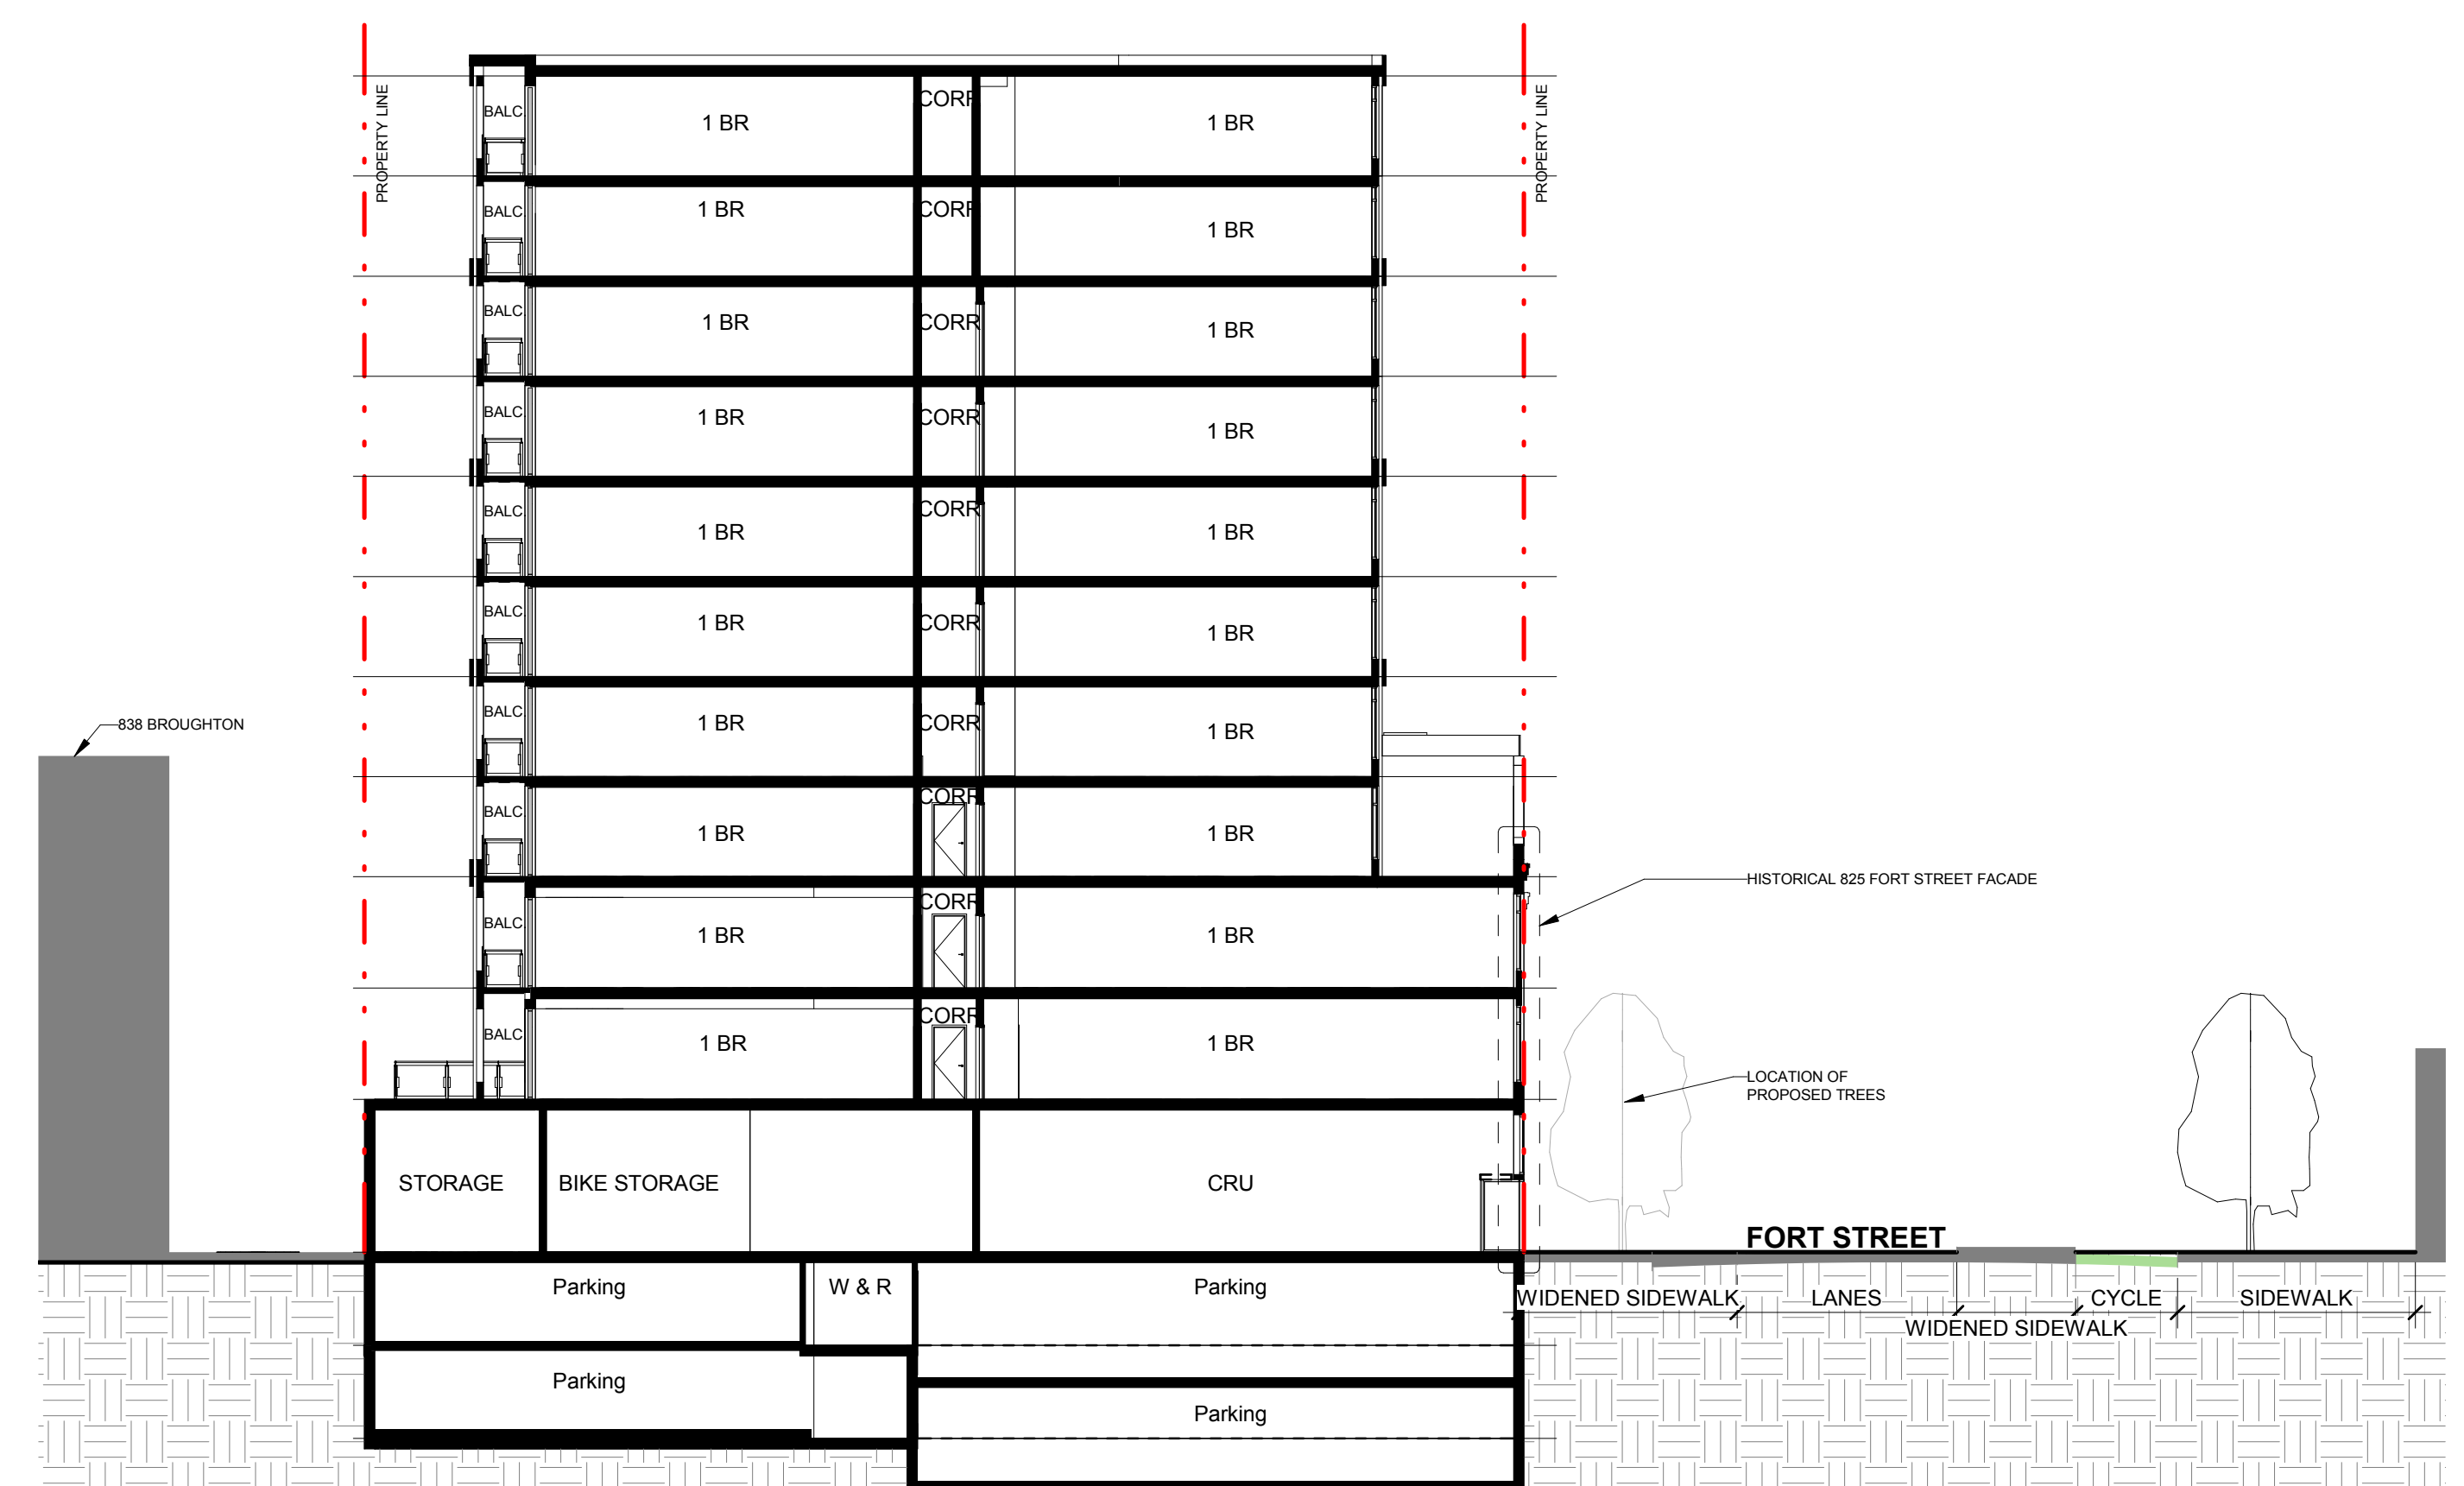 PROPERTY LINE
PROPERTY LINE
BALC. 1 BR CORR 1 BR
BALC. 1 BR CORR 1 BR
BALC. 1 BR CORR 1 BR
BALC. 1 BR CORR 1 BR
BALC. 1 BR CORR 1 BR
BALC. 1 BR CORR 1 BR
838 BROUGHTON
BALC. 1 BR CORR 1 BR
BALC. 1 BR CORR 1 BR
HISTORICAL 825 FORT STREET FACADE
BALC. 1 BR CORR 1 BR
BALC. 1 BR CORR 1 BR
LOCATION OF
PROPOSED TREES
STORAGE BIKE STORAGE CRU
FORT STREET
Parking W & R Parking
WIDENED SIDEWALK LANES CYCLE SIDEWALK
WIDENED SIDEWALK
Parking
Parking